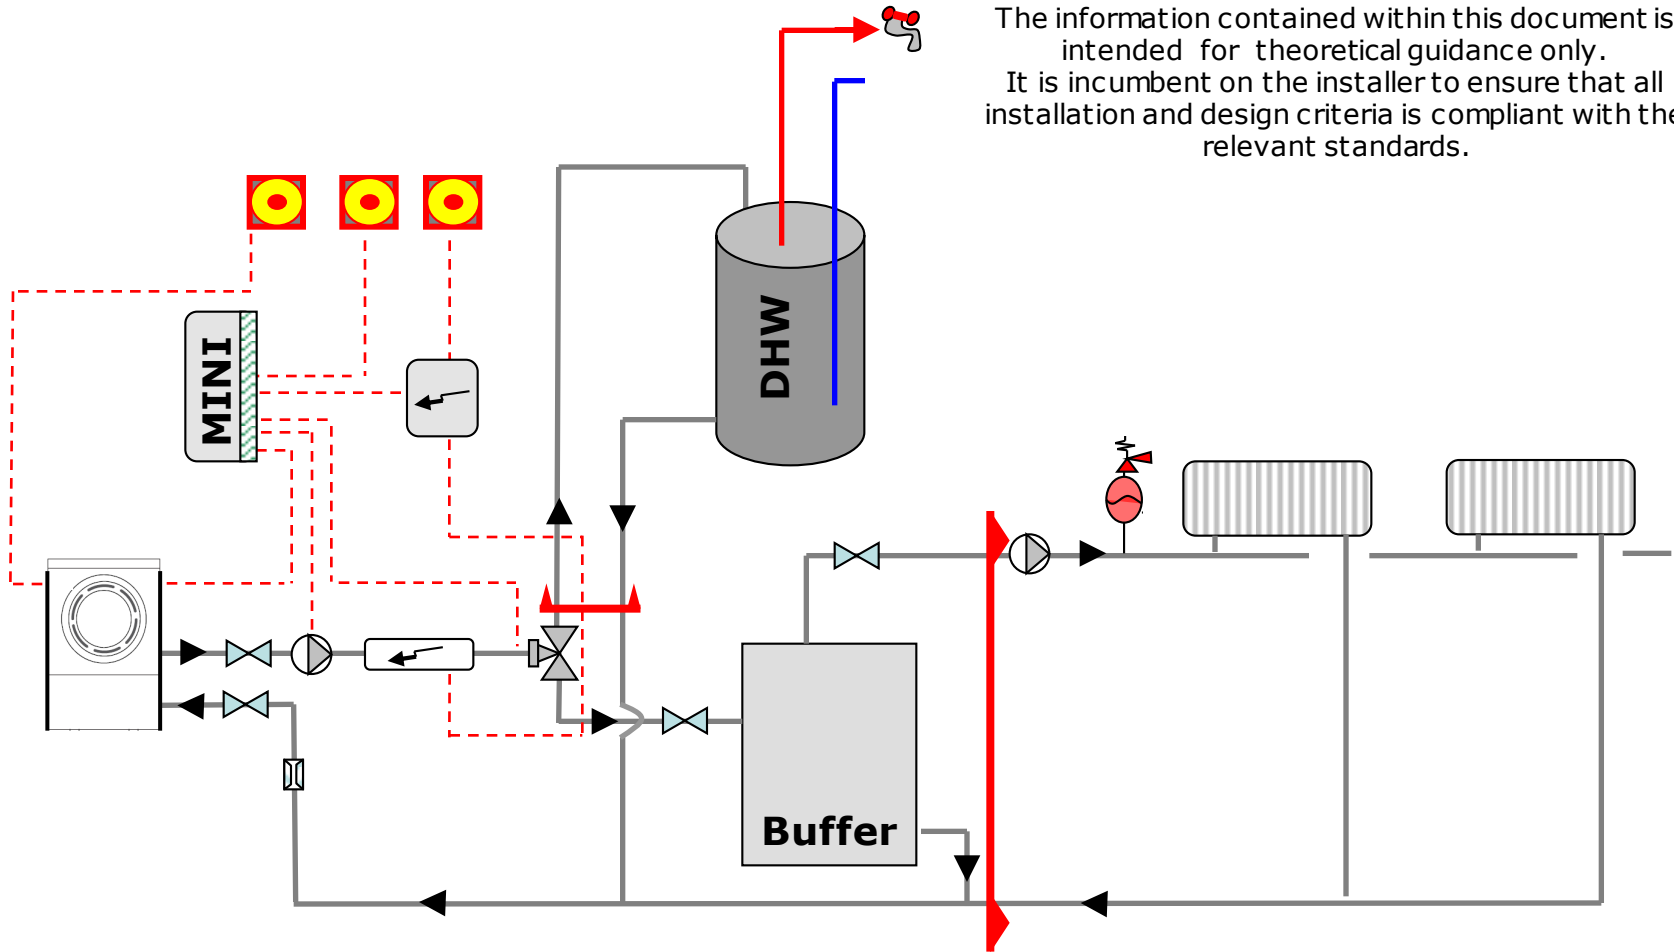 The information contained within this document is
intended for theoretical guidance only.
It is incumbent on the installer to ensure that all
installation and design criteria is compliant with the
relevant standards.
DHW
MINI
Buffer